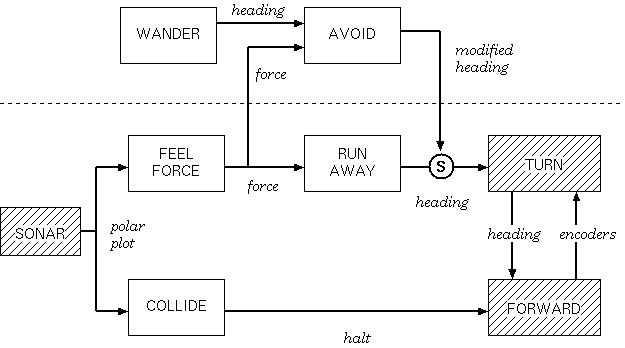 heading
WANDER
AVOID
modified
heading
force
FEEL
FORCE
RUN
AWAY
S
TURN
force
heading
SONAR
polar
plot
heading
encoders
COLLIDE
FORWARD
halt